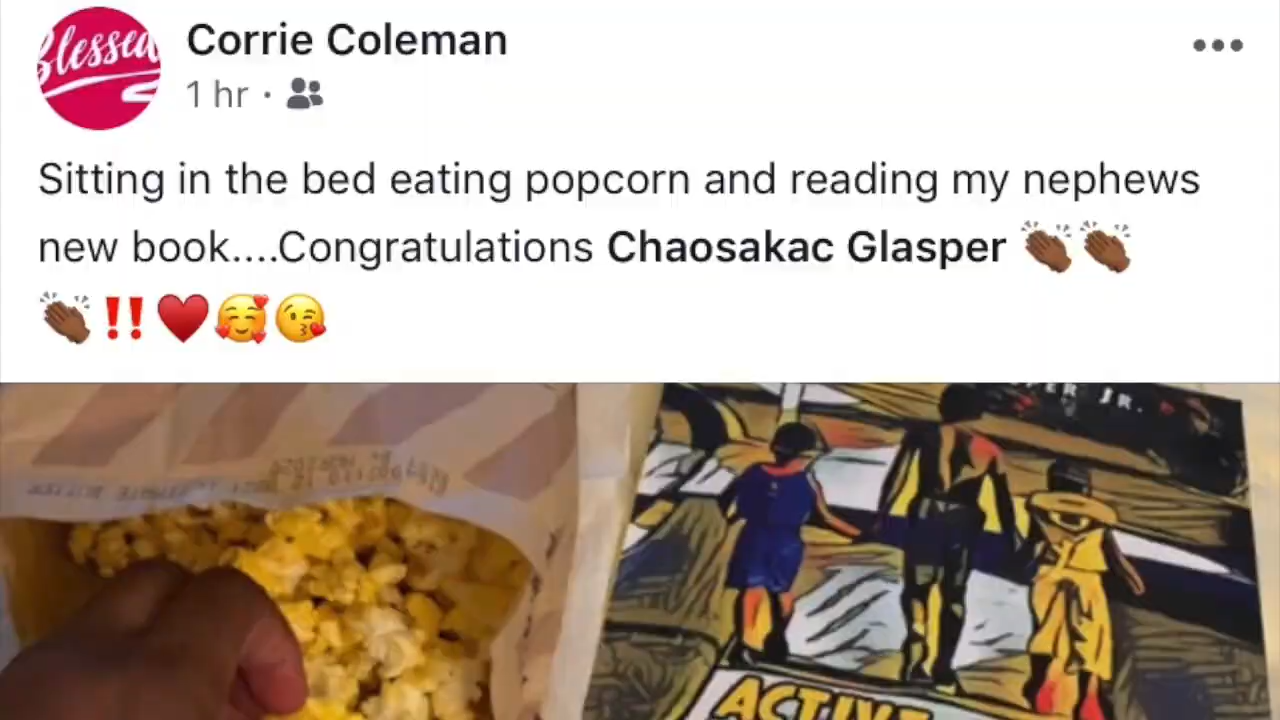 Blessed
Corrie Coleman
1 hr ·
Sitting in the bed eating popcorn and reading my nephews
new book....Congratulations Chaosakac Glasper 👏🏾👏🏾
👏🏾‼️♥️🥰😘
PER JR.
ACTIVE